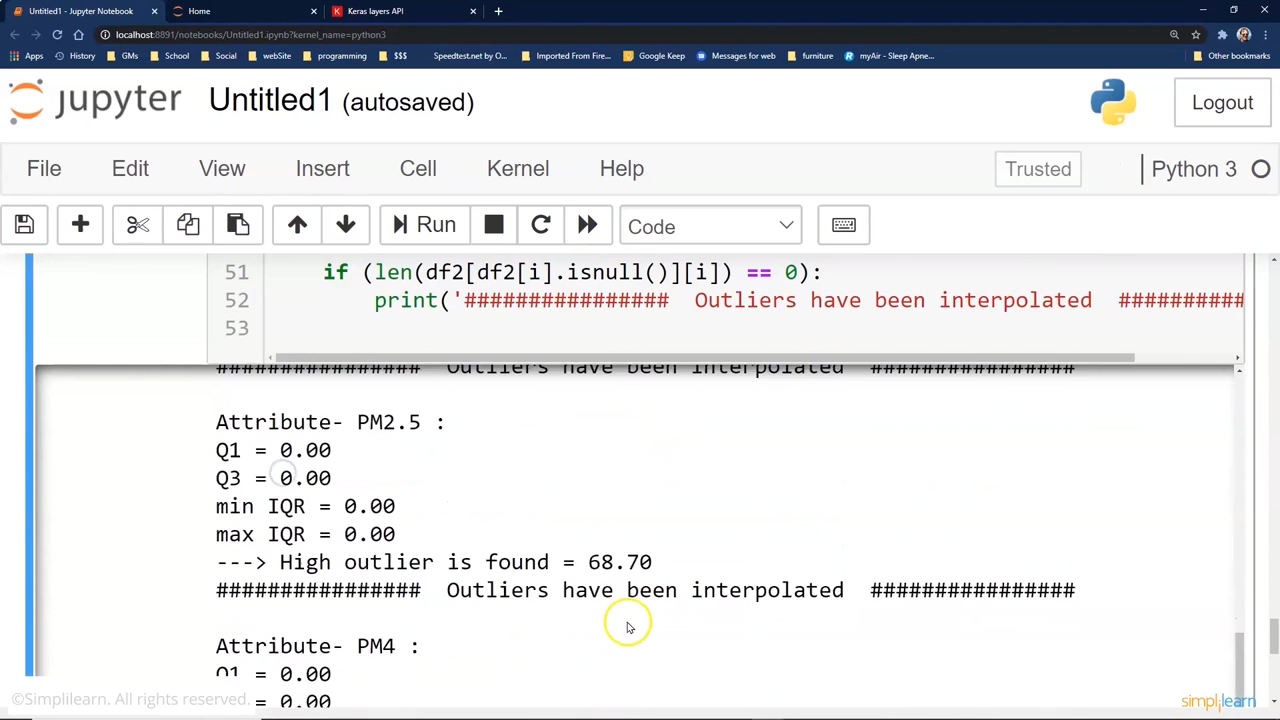 Untitled1 - Jupyter Notebook
Home
Keras layers API
localhost:8891/notebooks/Untitled1.ipynb?kernel_name=python3
Apps
History
GMs
School
Social
webSite
programming
$$$
Speedtest.net by O...
Imported From Fire...
Google Keep
Messages for web
furniture
myAir - Sleep Apne...
Other bookmarks
jupyter Untitled1 (autosaved)
Logout
File Edit View Insert Cell Kernel Help
Trusted
Python 3
Run
Code
51 if (len(df2[df2[i].isnull()][i]) == 0):
52 print('################ Outliers have been interpolated ##########
53
################ Outliers have been interpolated ################
Attribute- PM2.5 :
Q1 = 0.00
Q3 = 0.00
min IQR = 0.00
max IQR = 0.00
---> High outlier is found = 68.70
################ Outliers have been interpolated ################
Attribute- PM4 :
Q1 = 0.00
= 0.00
©Simplilearn. All rights reserved.
simplilearn